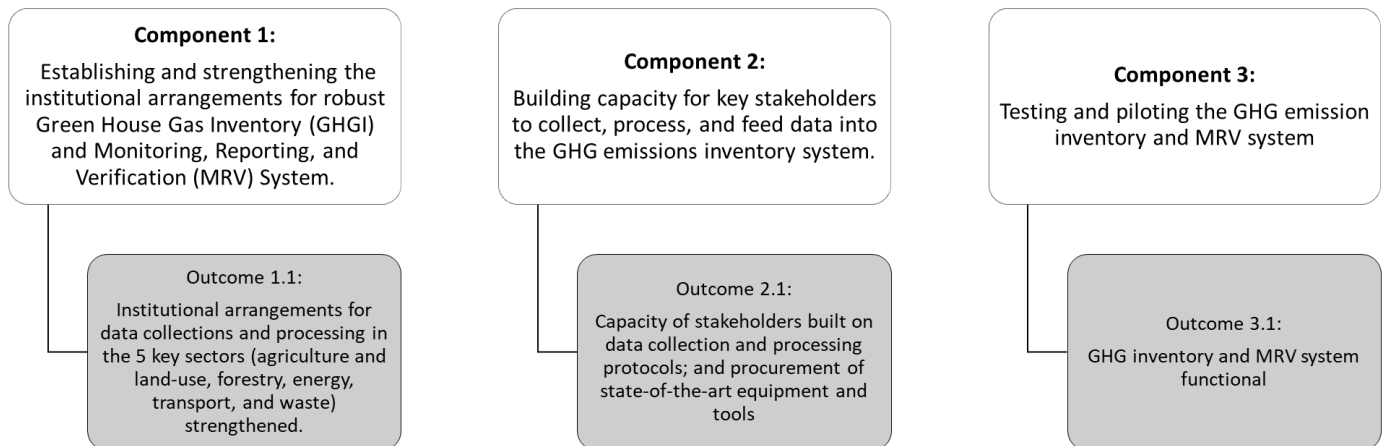 Component 1:
Establishing and strengthening the
institutional arrangements for robust
Green House Gas Inventory (GHGI)
and Monitoring, Reporting, and
Verification (MRV) System.
Outcome 1.1:
Institutional arrangements for
data collections and processing in
the 5 key sectors (agriculture and
land-use, forestry, energy,
transport, and waste)
strengthened.
Component 2:
Building capacity for key stakeholders
to collect, process, and feed data into
the GHG emissions inventory system.
Outcome 2.1:
Capacity of stakeholders built on
data collection and processing
protocols; and procurement of
state-of-the-art equipment and
tools
Component 3:
Testing and piloting the GHG emission
inventory and MRV system
Outcome 3.1:
GHG inventory and MRV system
functional